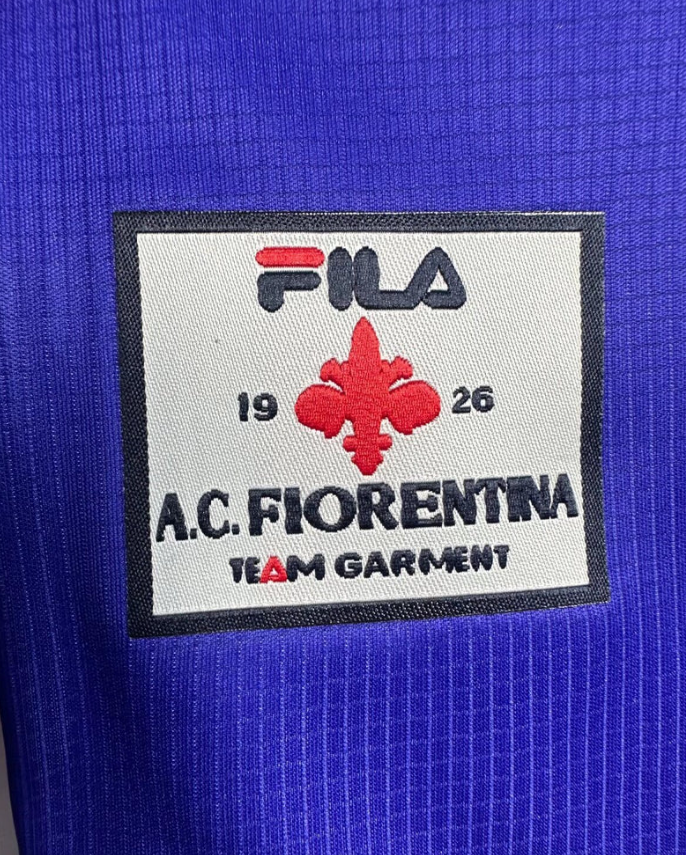 FILA
19 26
A.C. FIORENTINA
TEAM GARMENT